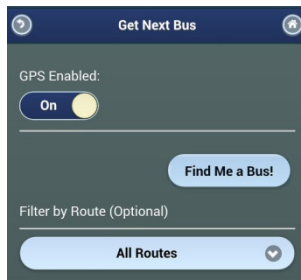 Get Next Bus
GPS Enabled:
On
Find Me a Bus!
Filter by Route (Optional)
All Routes